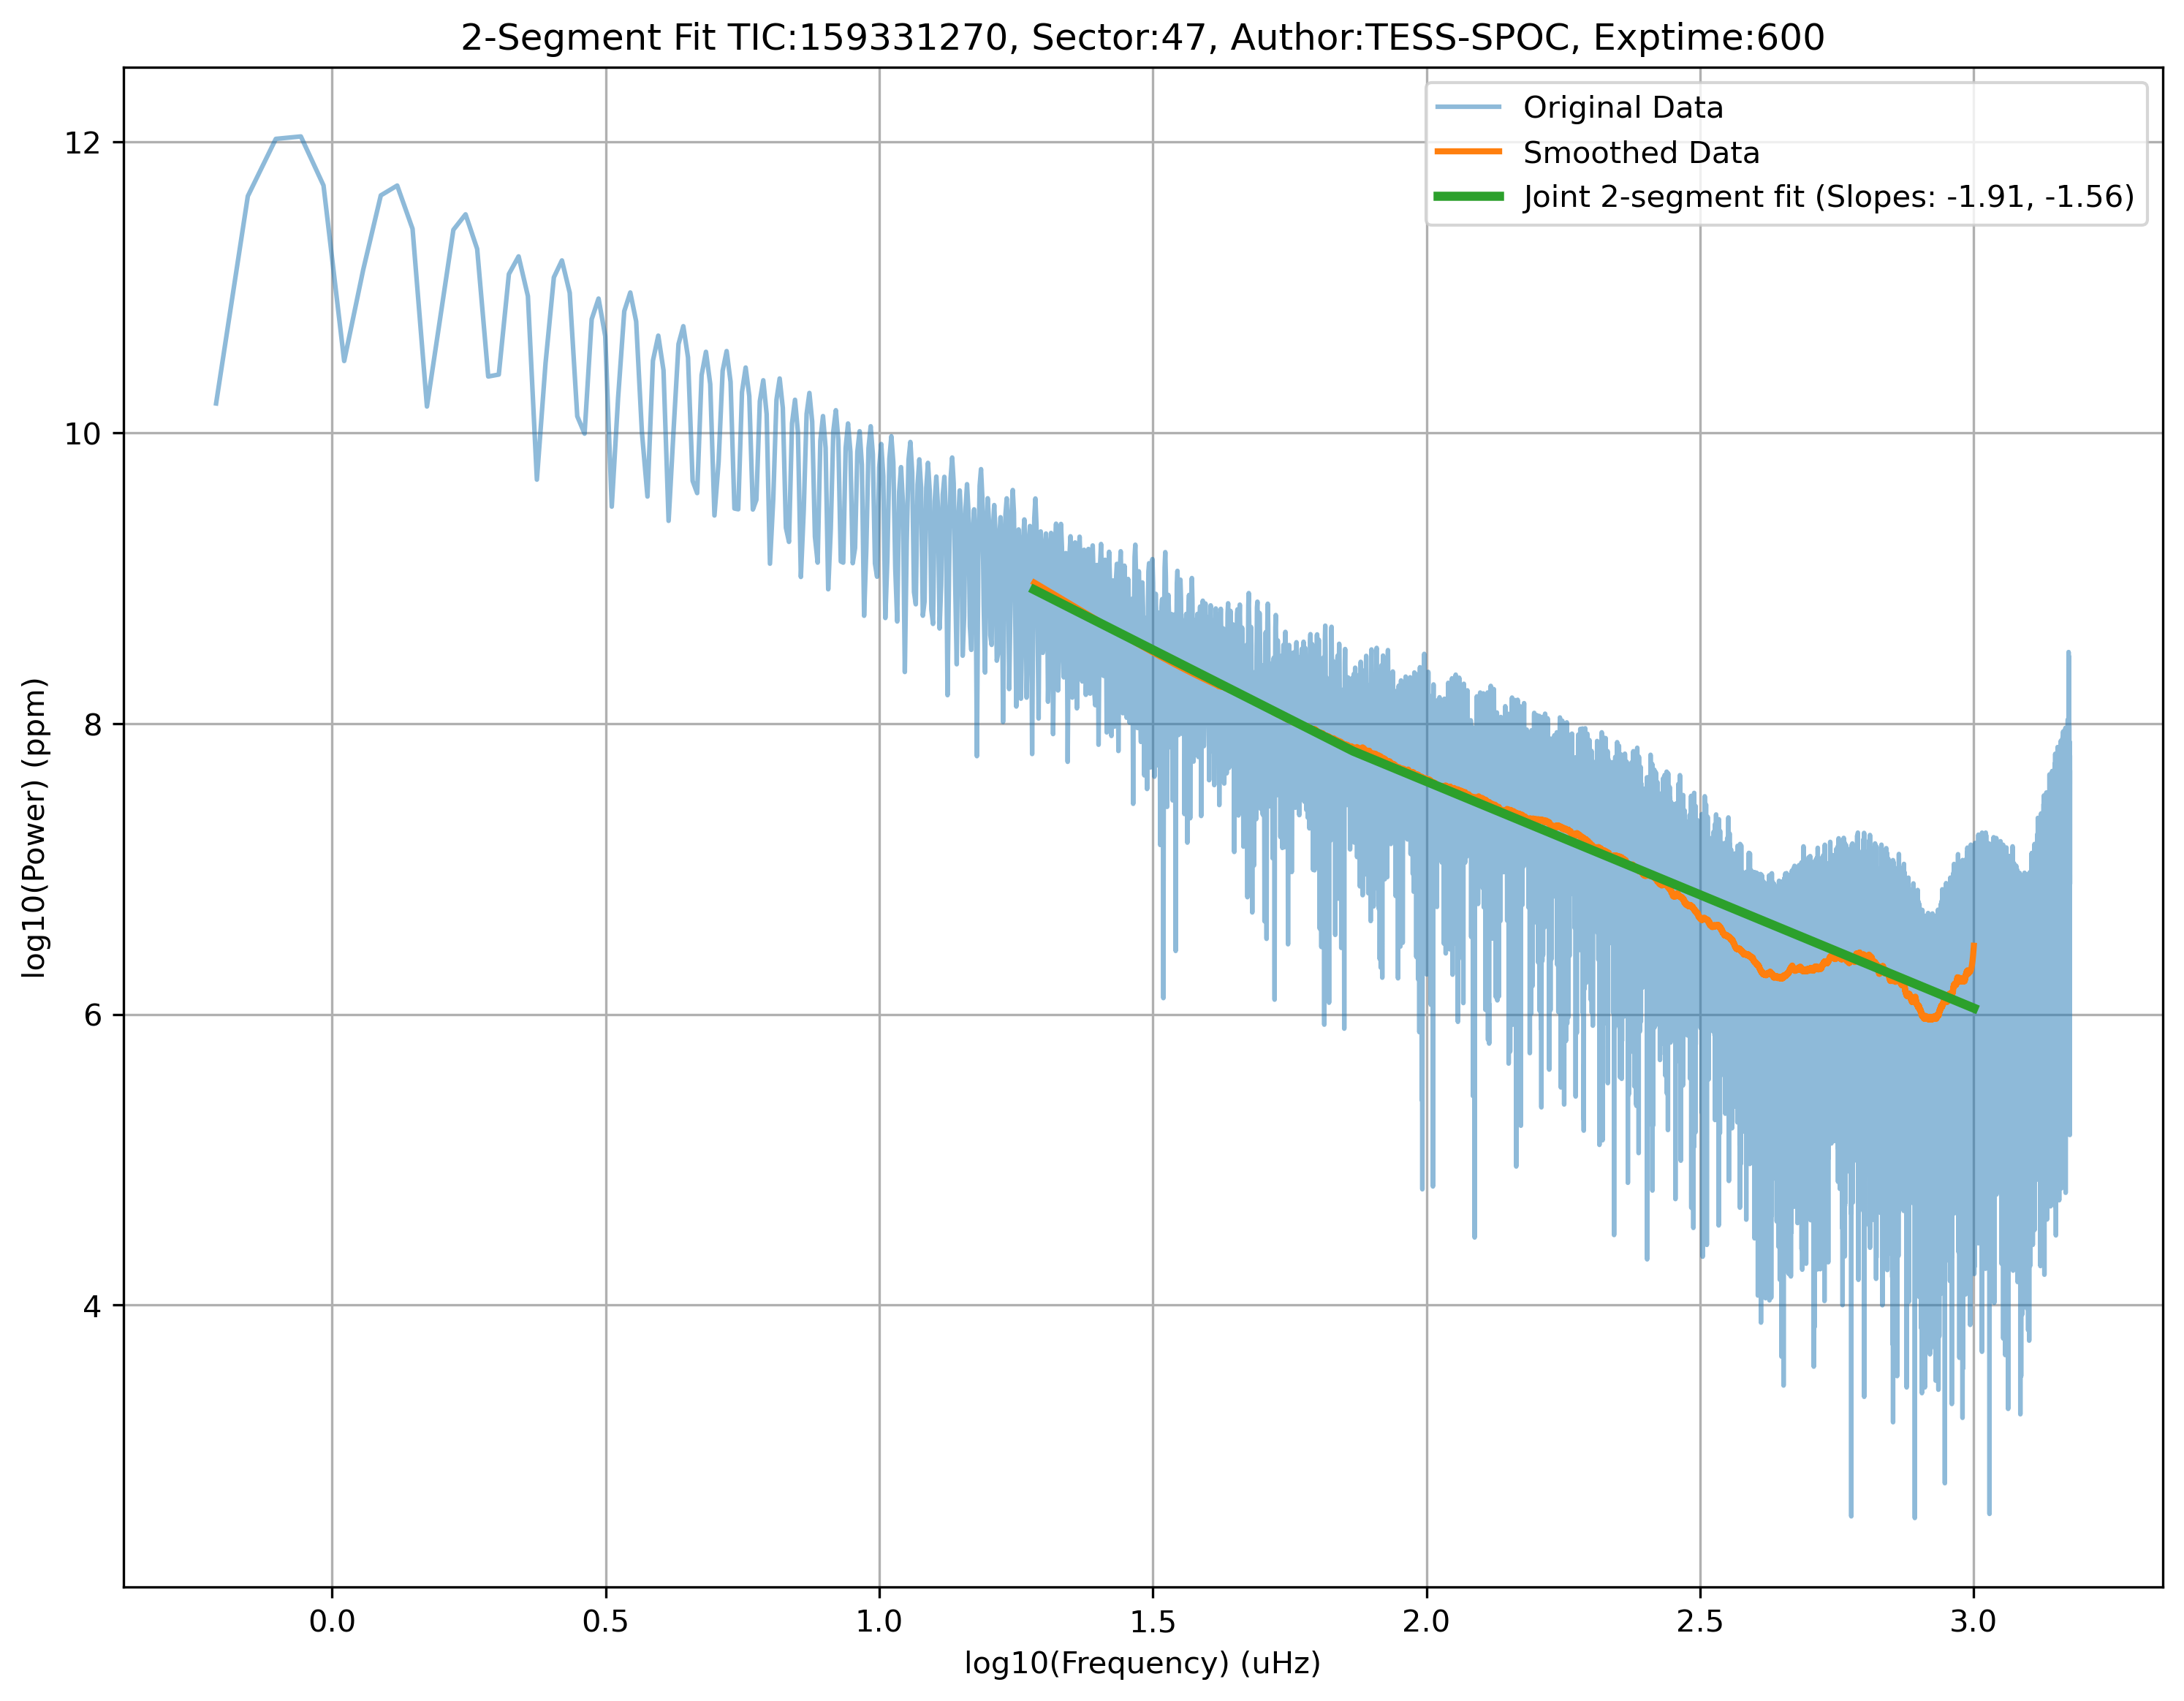 2-Segment Fit TIC:159331270, Sector:47, Author:TESS-SPOC, Exptime:600
Original Data
Smoothed Data
Joint 2-segment fit (Slopes: -1.91, -1.56)
log10(Power) (ppm)
12
10
8
6
4
0.0 0.5 1.0 1.5 2.0 2.5 3.0
log10(Frequency) (uHz)